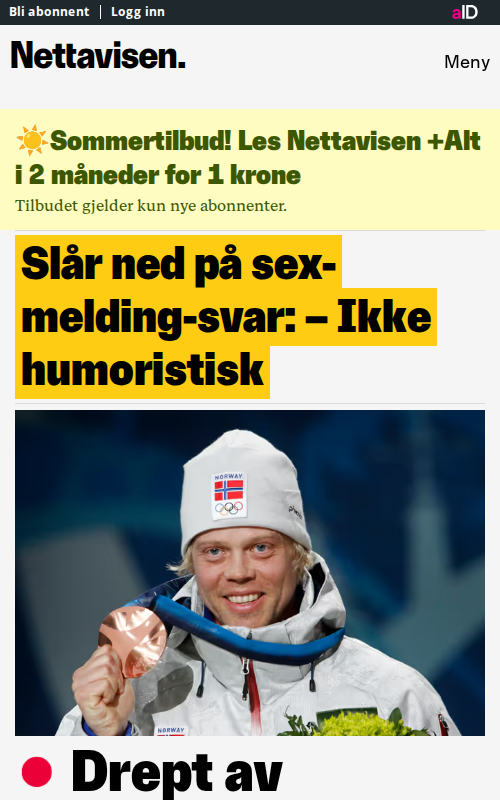 Bli abonnent
Logg inn
aID
Nettavisen.
Meny
☀️Sommertilbud! Les Nettavisen +Alt
i 2 måneder for 1 krone
Tilbudet gjelder kun nye abonnenter.
Slår ned på sex-
melding-svar: – Ikke
humoristisk
NORWAY
NORWAY
Drept av